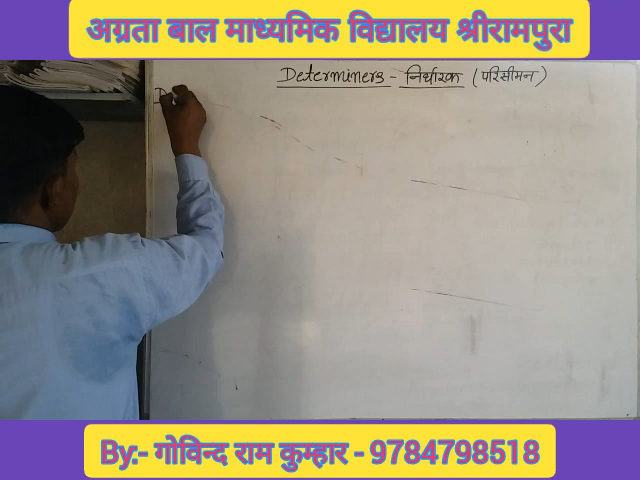 अग्रता बाल माध्यमिक विद्यालय श्रीरामपुरा
Determiners - निर्धारक (परिसीमन)
By:- गोविन्द राम कुम्हार - 9784798518